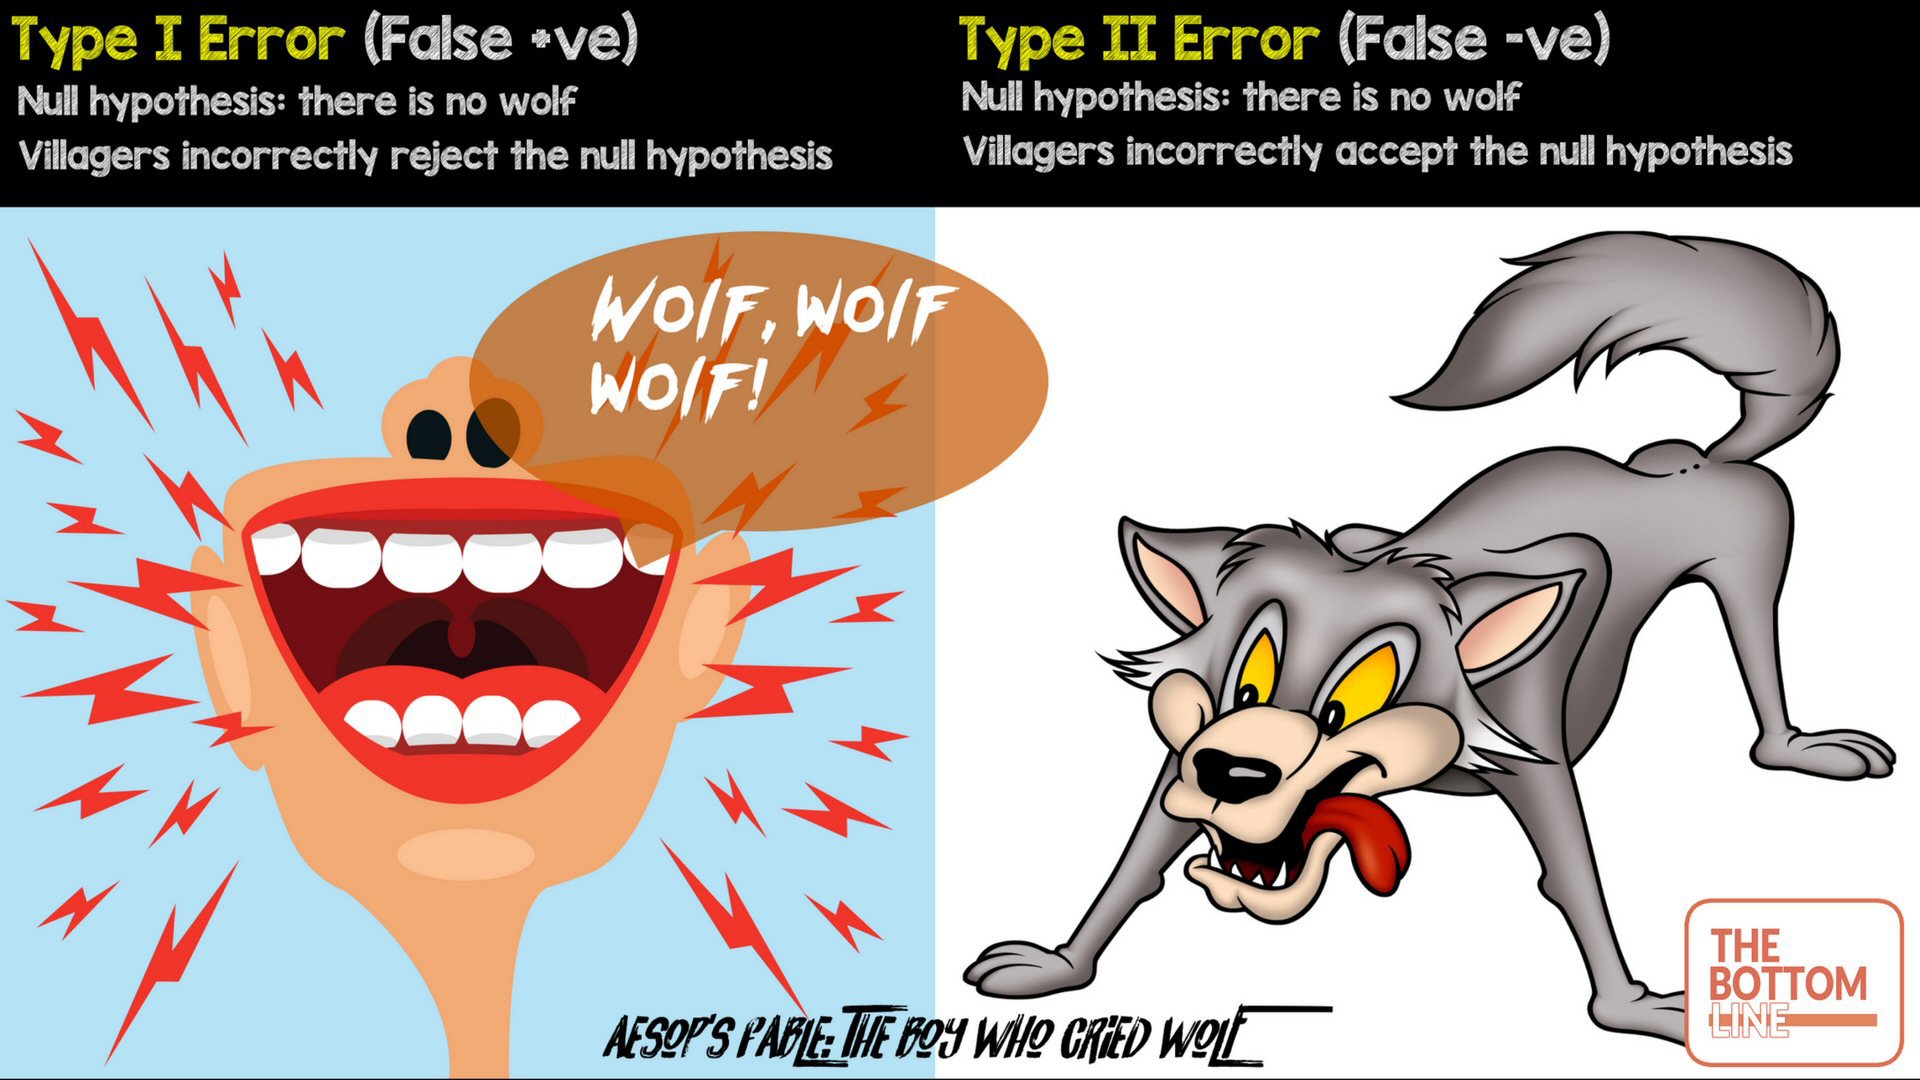 Type I Error (False +ve)
Null hypothesis: there is no wolf
Villagers incorrectly reject the null hypothesis
Type II Error (False -ve)
Null hypothesis: there is no wolf
Villagers incorrectly accept the null hypothesis
WOLF, WOLF
WOLF!
AESOP'S FABLE: THE BOY WHO CRIED WOLF
THE
BOTTOM
LINE